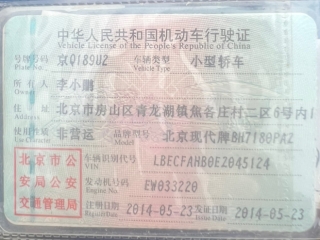 中华人民共和国机动车行驶证
Vehicle License of the People's Republic of China
号牌号码 京Q189U2 车辆类型 小型轿车
Plate No. Vehicle Type
所有人 李小鹏
Owner
住址 北京市房山区青龙湖镇焦各庄村二区6号内1
Address
使用性质 非营运 品牌型号 北京现代牌BH7180PAZ
Use Character Model
北京市公安局公安交通管理局
车辆识别代号 LBECFAHB0E2045124
VIN
发动机号码 EW033220
Engine No.
注册日期 2014-05-23 发证日期 2014-05-23
Register Date Issue Date